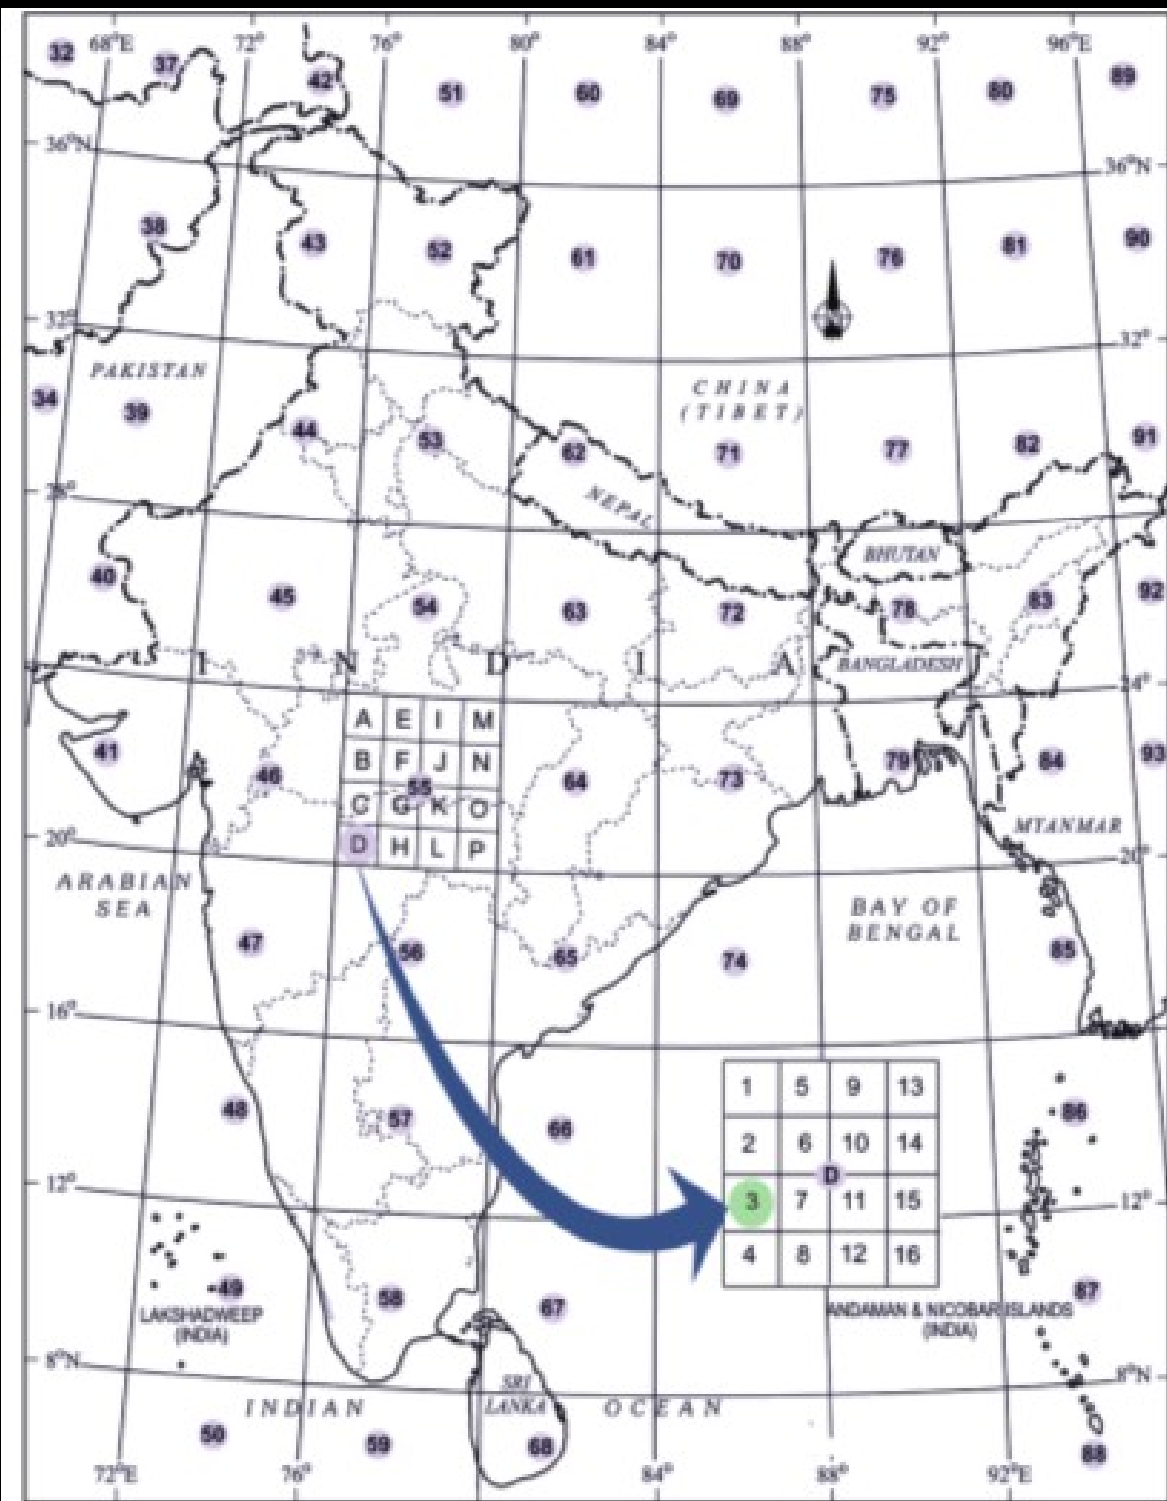 68°E 72° 76° 80° 84° 88° 92° 96°E
32 37 42 51 60 69 75 80 89
36°N 36°N
38 43 52 61 70 76 81 90
32° 32°
PAKISTAN
CHINA
(TIBET)
34 39 44 53 62 71 77 82 91
28°
NEPAL
BHUTAN
40 45 54 63 72 78 83 92
I N D I A
BANGLADESH
24°
A E I M
B F J N
41 46 55 64 73 79 84 93
C G K O
D H L P
MYANMAR
20° 20°
ARABIAN
SEA
BAY OF
BENGAL
47 56 65 74 85
16°
1 5 9 13
48 57 66 86
2 6 10 14
D
12° 3 7 11 15 12°
4 8 12 16
49 58 67 87
LAKSHADWEEP
(INDIA)
ANDAMAN & NICOBAR ISLANDS
(INDIA)
8°N 8°N
SRI
LANKA
INDIAN OCEAN
50 59 68 88
72°E 76° 84° 88° 92°E